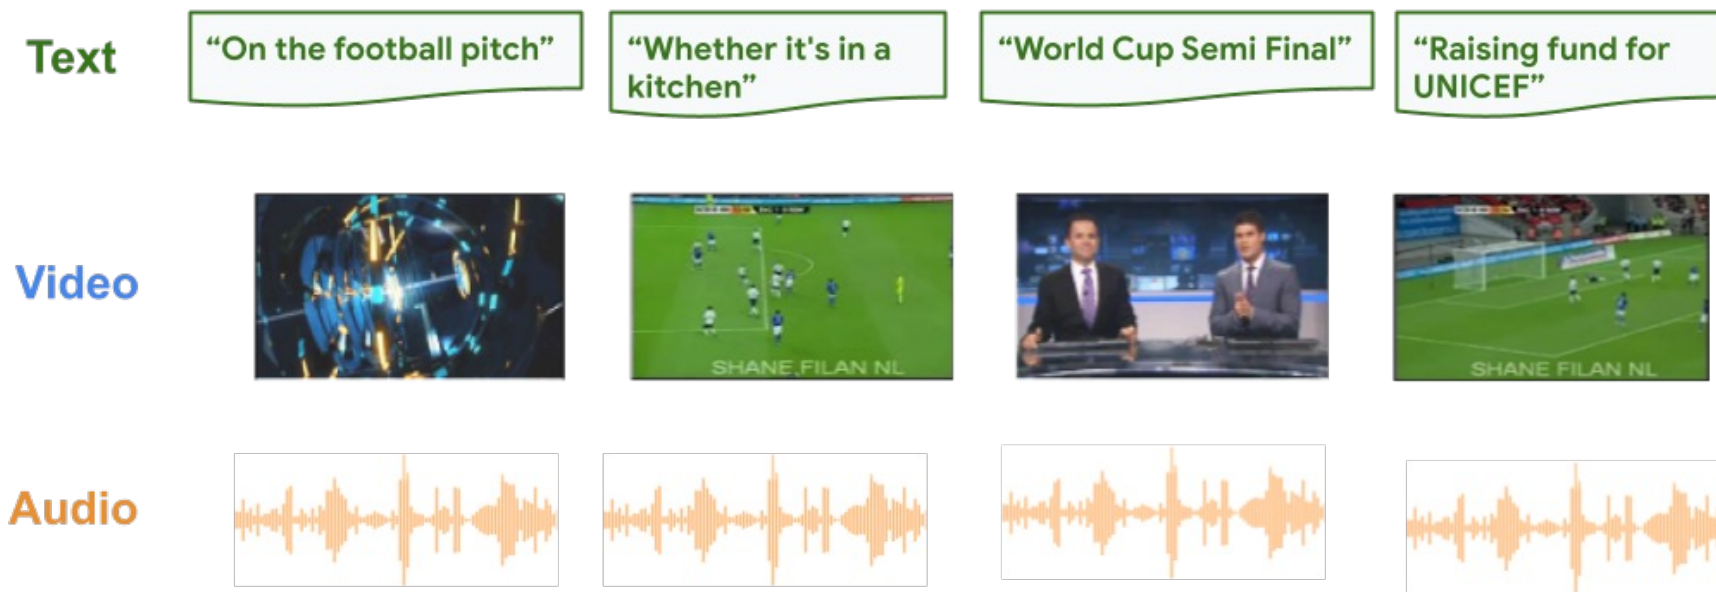 Text
“On the football pitch”
“Whether it's in a
kitchen”
“World Cup Semi Final”
“Raising fund for
UNICEF”
Video
SHANE FILAN NL
SHANE FILAN NL
Audio